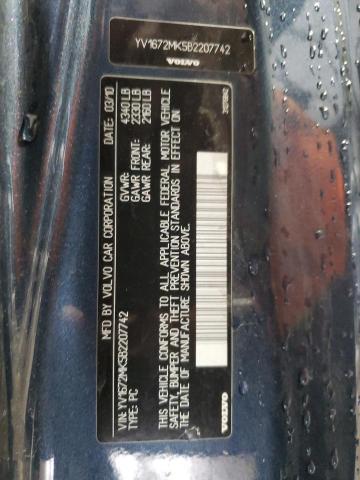 MFD BY VOLVO CAR CORPORATION DATE: 03/10
GVWR: 4340 LB
GAWR FRONT: 2330 LB
GAWR REAR: 2160 LB
VIN: YV1672MK5B2207742
TYPE: PC
THIS VEHICLE CONFORMS TO ALL APPLICABLE FEDERAL MOTOR VEHICLE
SAFETY, BUMPER AND THEFT PREVENTION STANDARDS IN EFFECT ON
THE DATE OF MANUFACTURE SHOWN ABOVE.
VOLVO
YV1672MK5B2207742
VOLVO